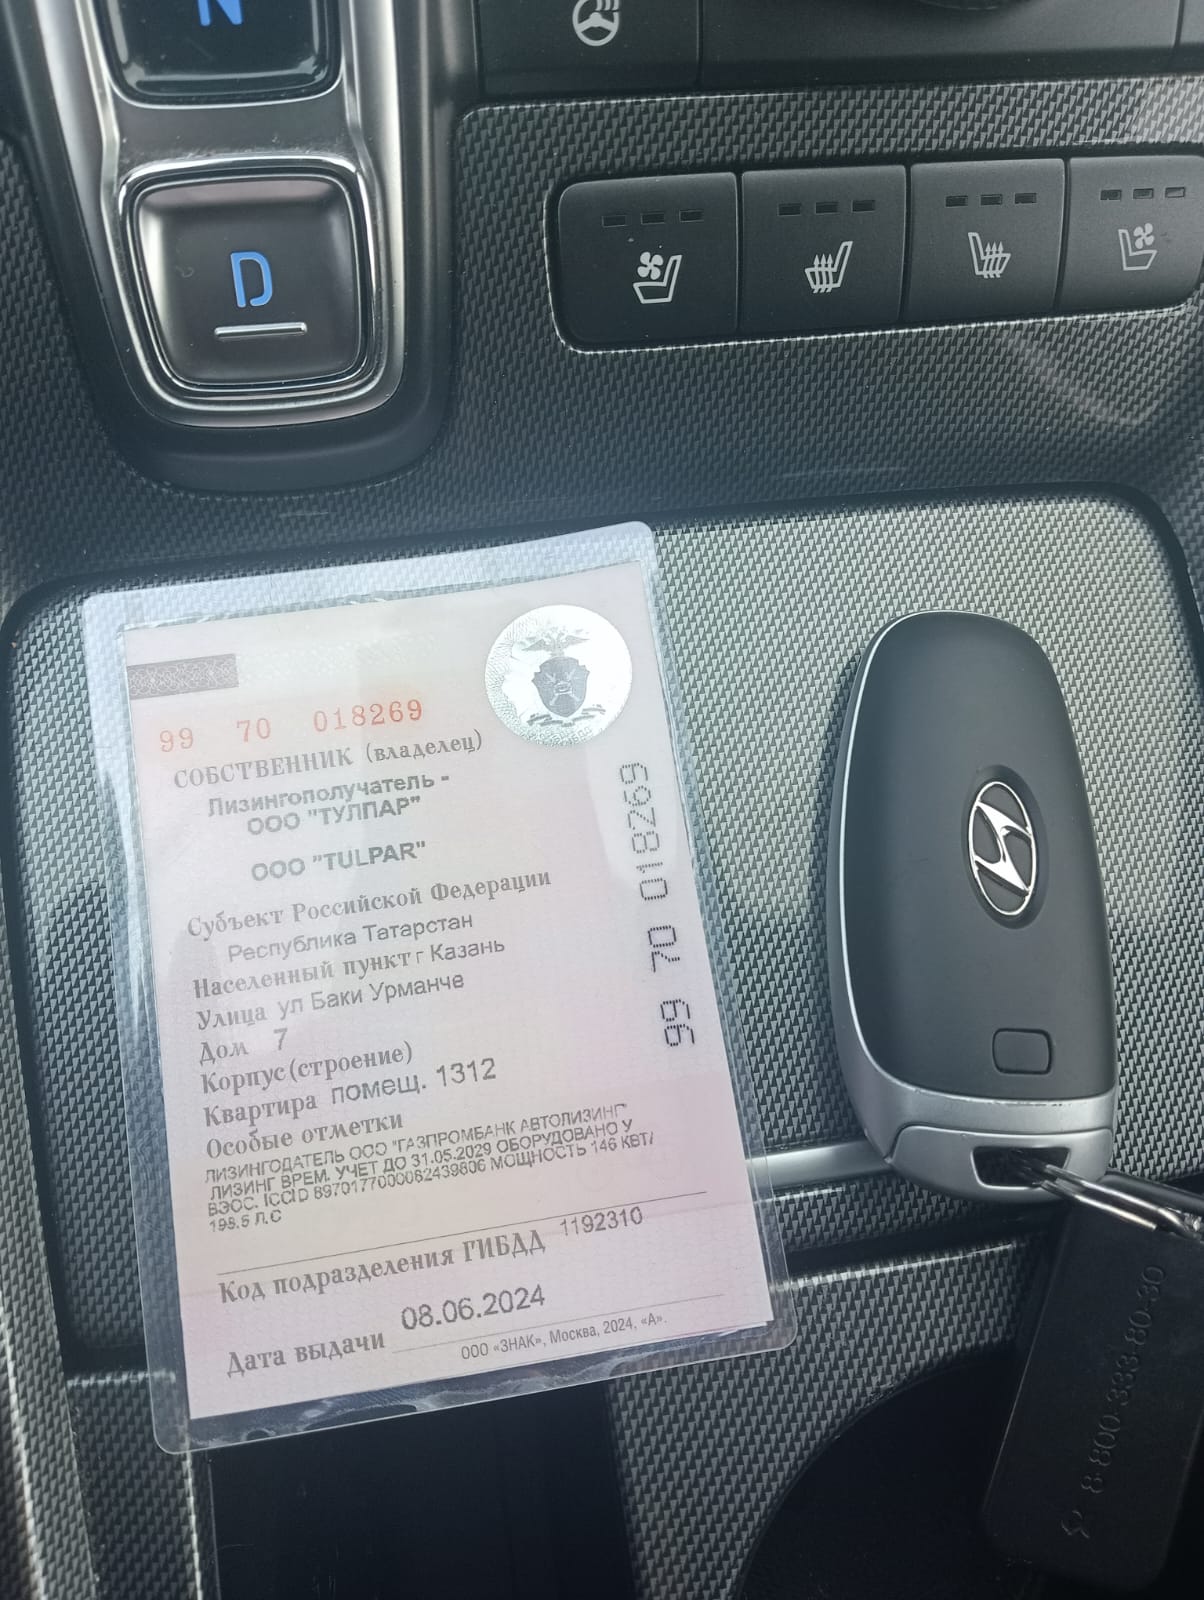 N
D
99 70 018269
СОБСТВЕННИК (владелец)
Лизингополучатель -
ООО "ТУЛПАР"
ООО "TULPAR"
Субъект Российской Федерации
Республика Татарстан
Населенный пункт г Казань
Улица ул Баки Урманче
Дом 7
Корпус (строение)
Квартира помещ. 1312
Особые отметки
ЛИЗИНГОДАТЕЛЬ ООО "ГАЗПРОМБАНК АВТОЛИЗИНГ"
ЛИЗИНГ ВРЕМ. УЧЕТ ДО 31.05.2029 ОБОРУДОВАНО У
ВЭОС. ICCID 8970177000062439806 МОЩНОСТЬ 146 КВТ/
198.5 Л.С
Код подразделения ГИБДД 1192310
Дата выдачи 08.06.2024
ООО «ЗНАК», Москва, 2024, «А».
99 70 018269
8-800-333-80-30